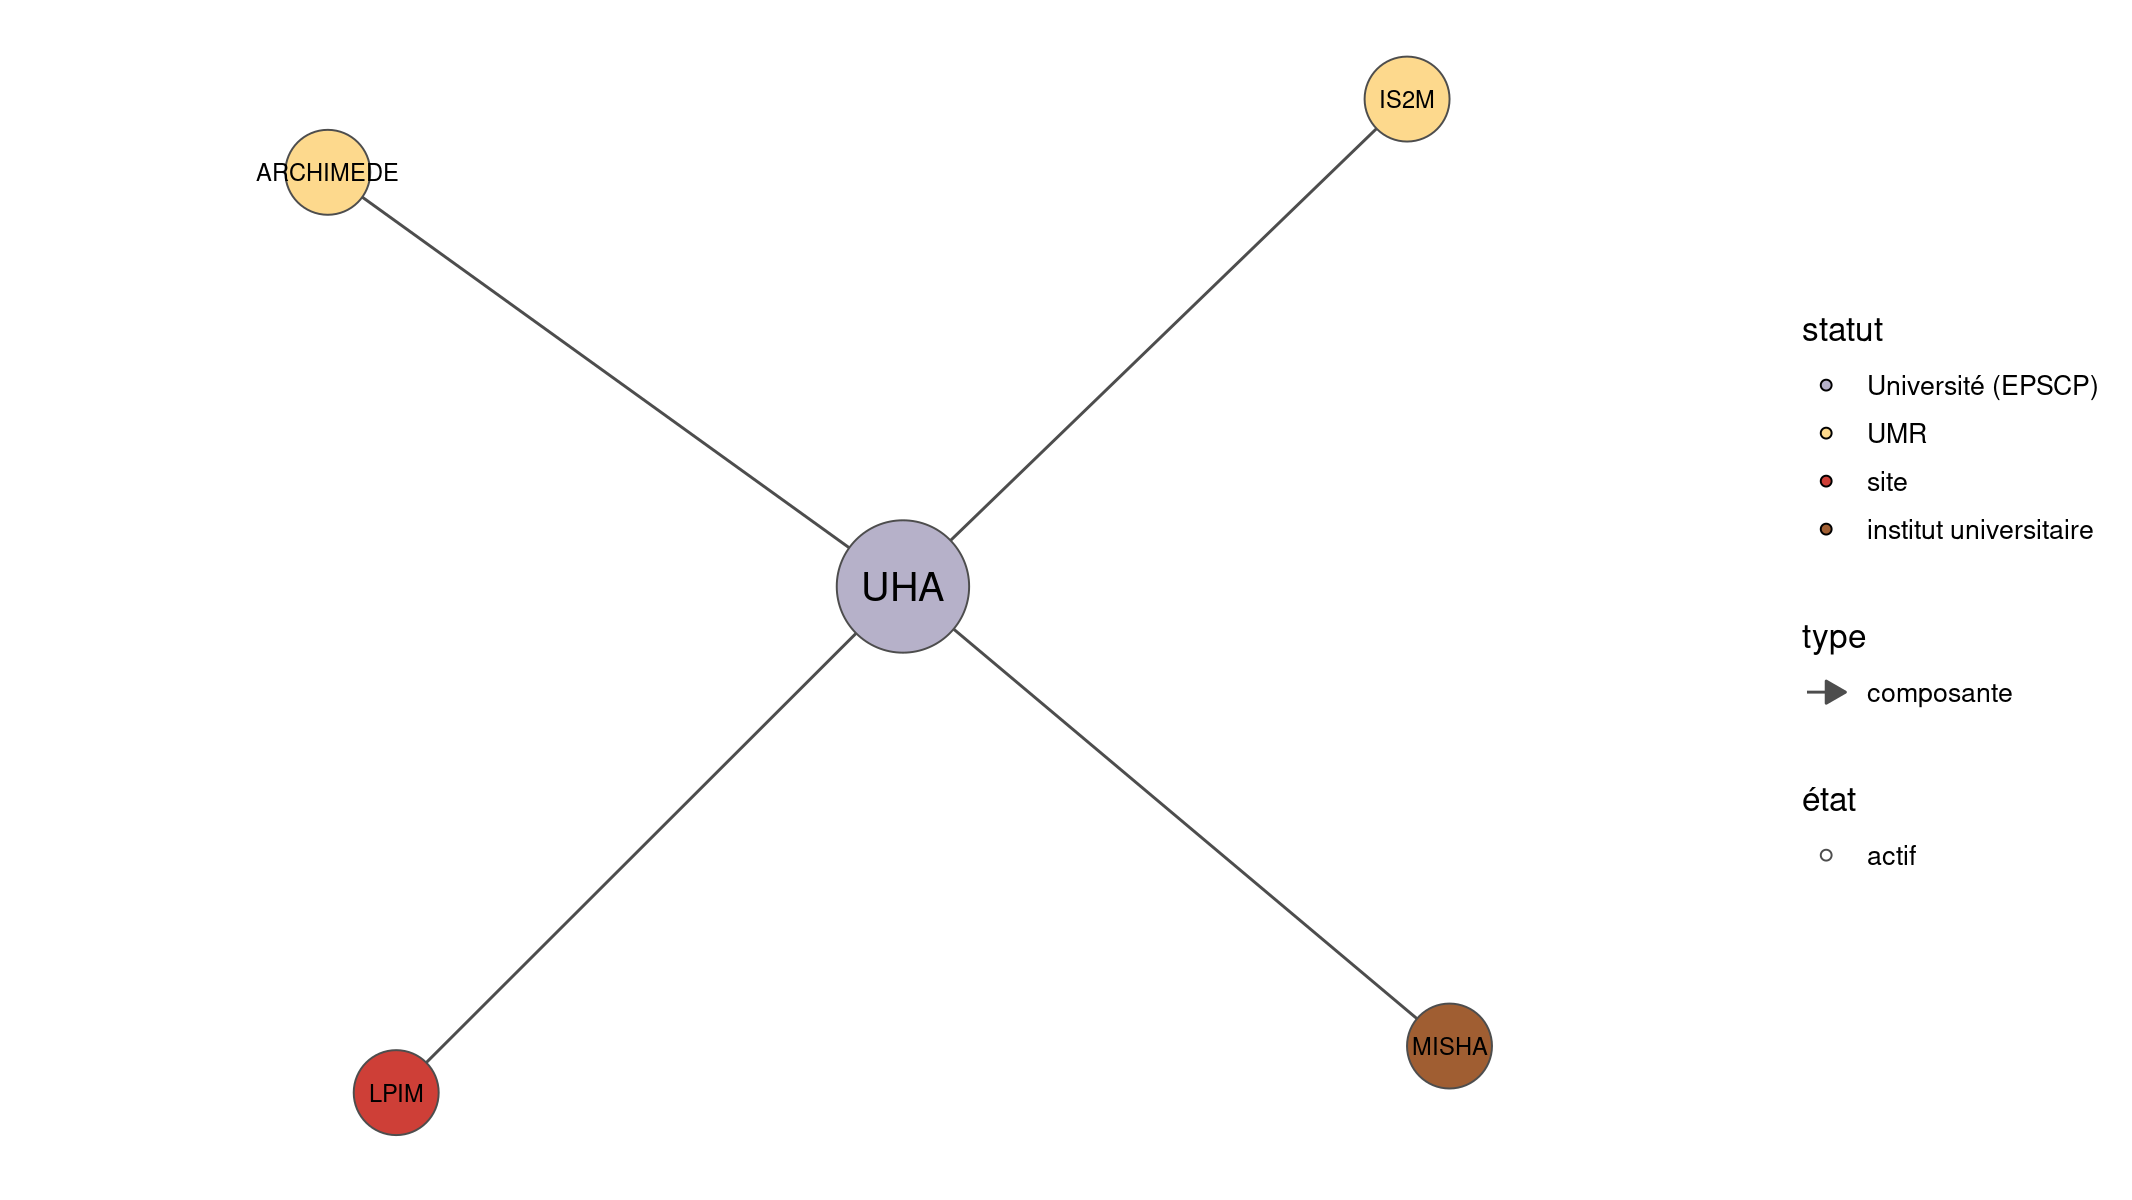 IS2M
ARCHIMEDE
UHA
LPIM
MISHA
statut
Université (EPSCP)
UMR
site
institut universitaire
type
composante
état
actif